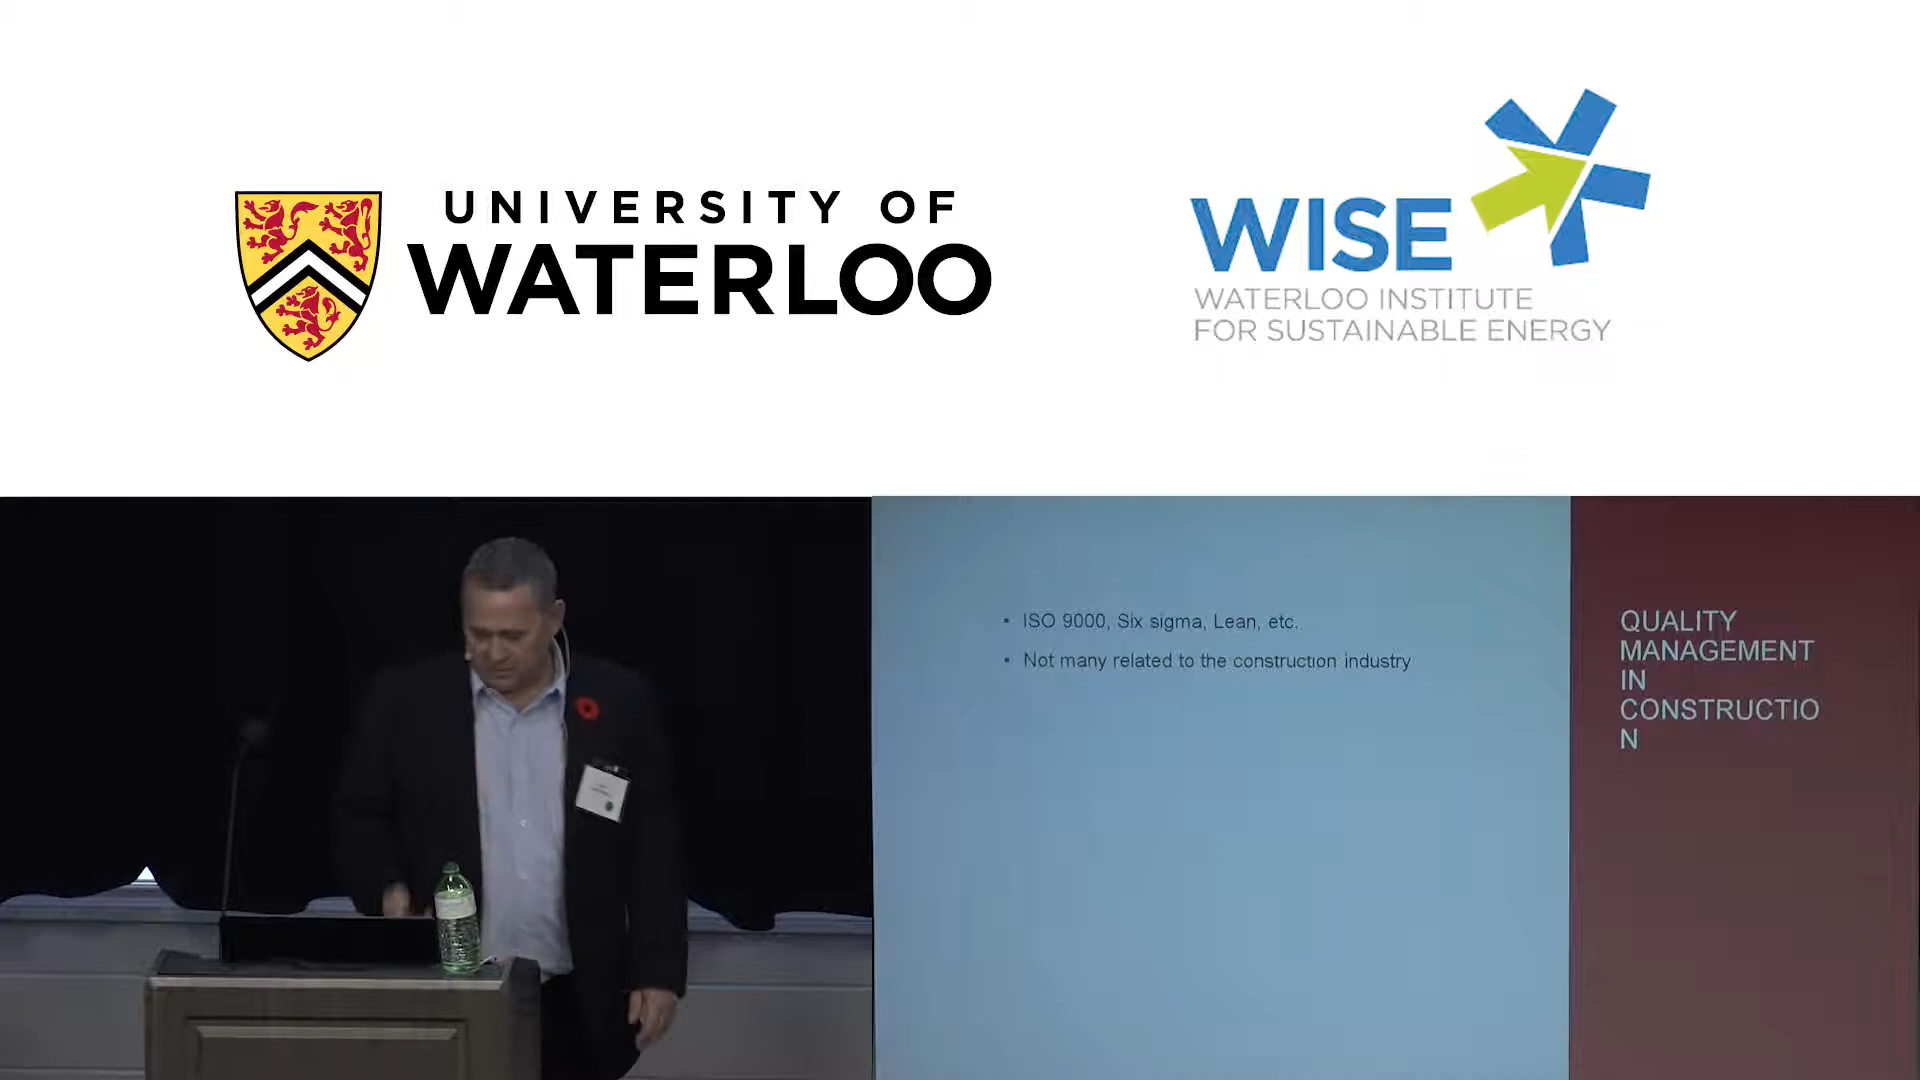 UNIVERSITY OF
WATERLOO
WISE
WATERLOO INSTITUTE
FOR SUSTAINABLE ENERGY
• ISO 9000, Six sigma, Lean, etc.
• Not many related to the construction industry
QUALITY
MANAGEMENT
IN
CONSTRUCTIO
N